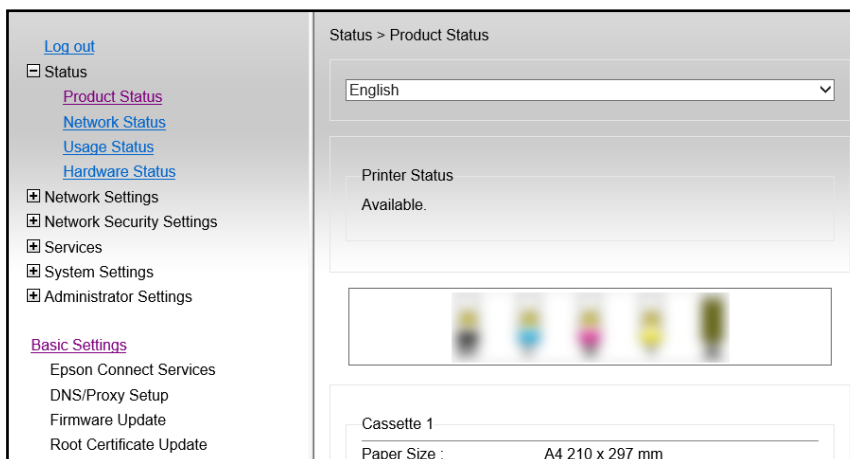 Log out
Status
Product Status
Network Status
Usage Status
Hardware Status
Network Settings
Network Security Settings
Services
System Settings
Administrator Settings
Basic Settings
Epson Connect Services
DNS/Proxy Setup
Firmware Update
Root Certificate Update
Status > Product Status
English
Printer Status
Available.
Cassette 1
Paper Size : A4 210 x 297 mm